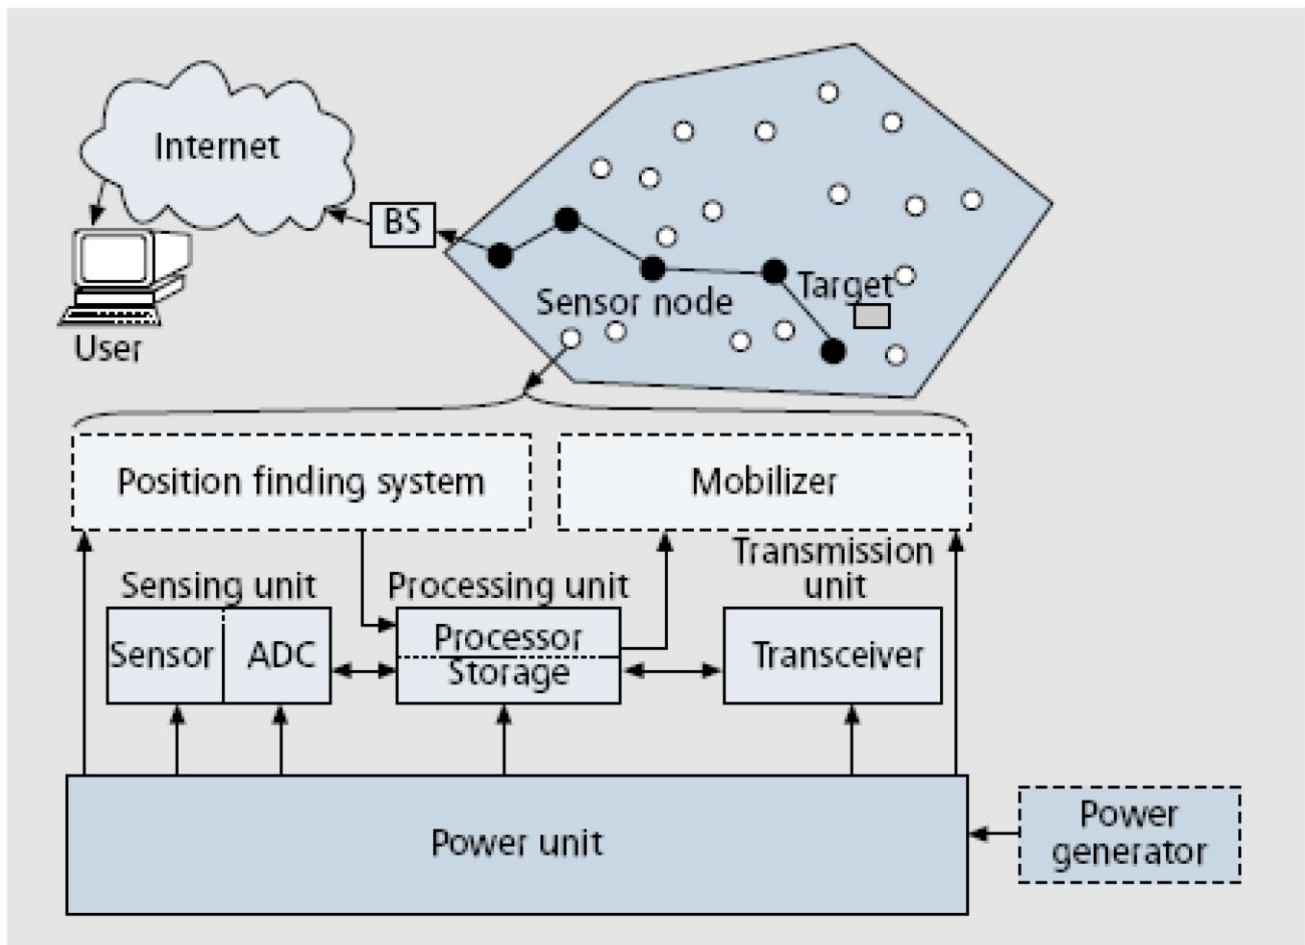 Internet
BS
Sensor node
Target
User
Position finding system
Mobilizer
Sensing unit
Processing unit
Transmission
unit
Sensor
ADC
Processor
Storage
Transceiver
Power unit
Power
generator